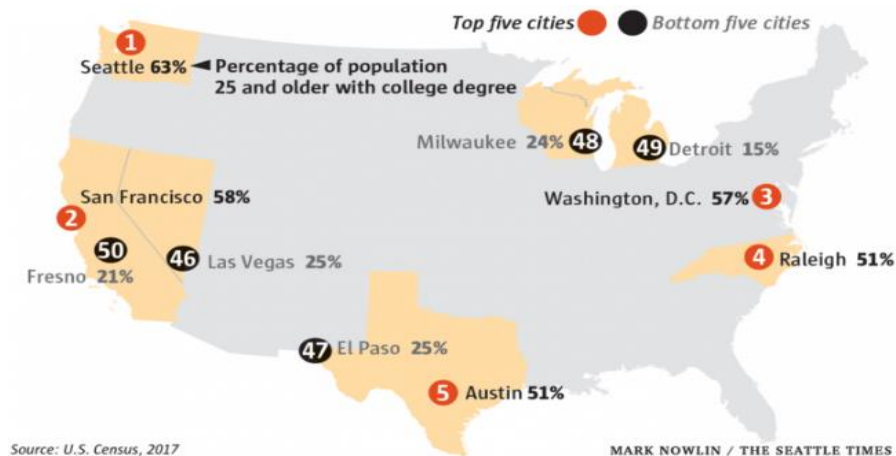 Top five cities
Bottom five cities
1
Seattle 63%
Percentage of population
25 and older with college degree
Milwaukee 24% 48
49 Detroit 15%
San Francisco 58%
Washington, D.C. 57% 3
2
50
Fresno 21%
46 Las Vegas 25%
4 Raleigh 51%
47 El Paso 25%
5 Austin 51%
Source: U.S. Census, 2017
MARK NOWLIN / THE SEATTLE TIMES